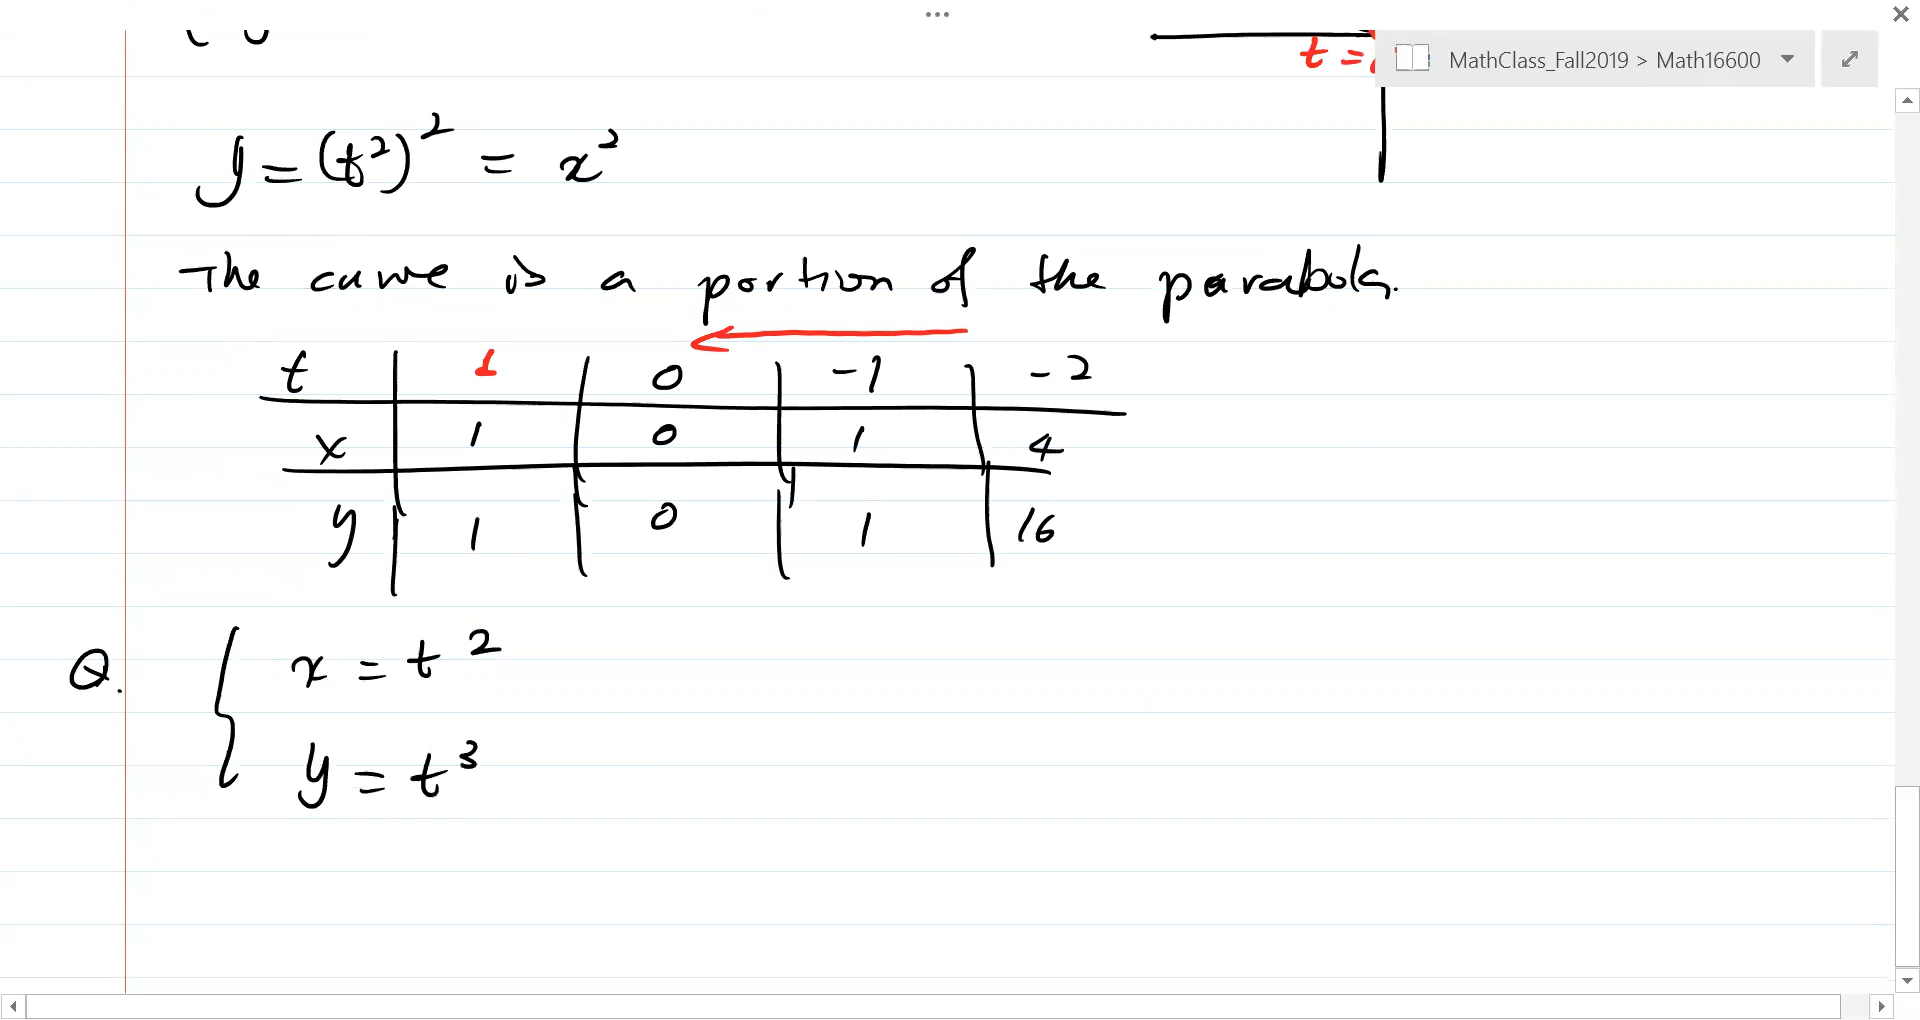 t =
MathClass_Fall2019 > Math16600
y = (t²)² = x²
The curve is a portion of the parabola.
t | 1 | 0 | -1 | -2
x | 1 | 0 | 1 | 4
y | 1 | 0 | 1 | 16
Q. { x = t²
y = t³